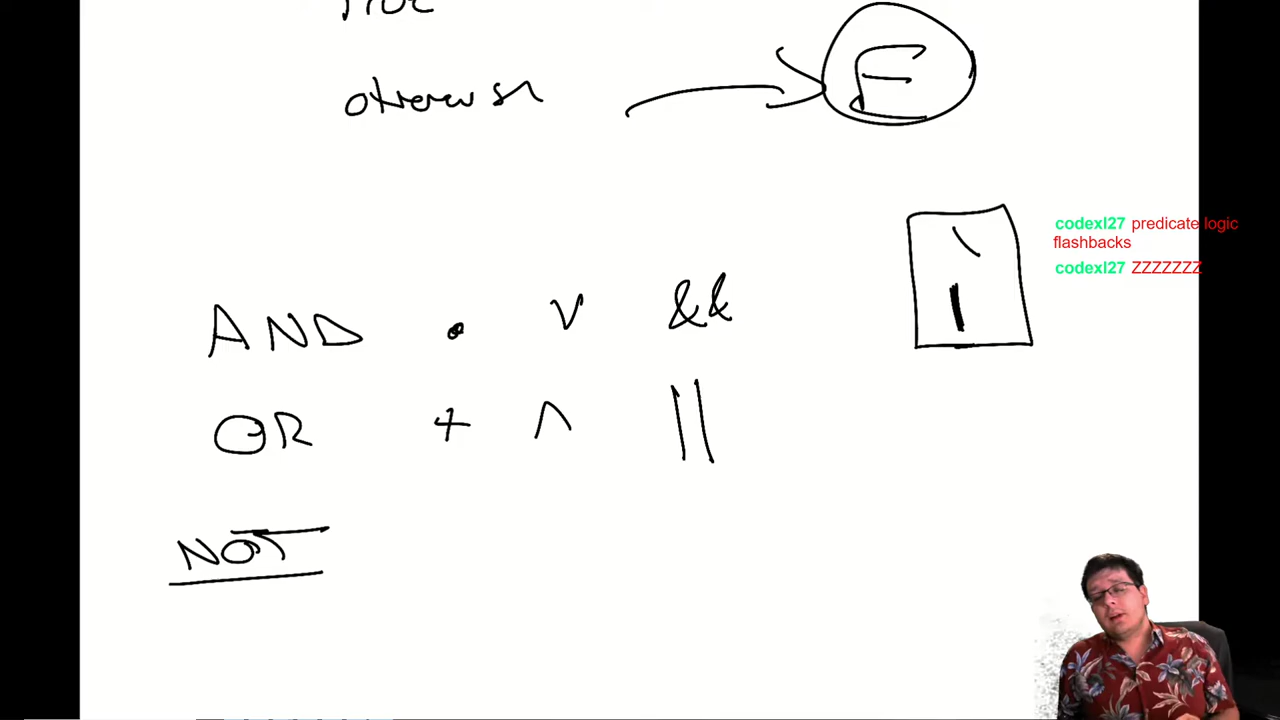 otherwise E
codexl27 predicate logic
flashbacks
codexl27 ZZZZZZZ
AND • ∨ &&
OR + ∧ ||
NOT